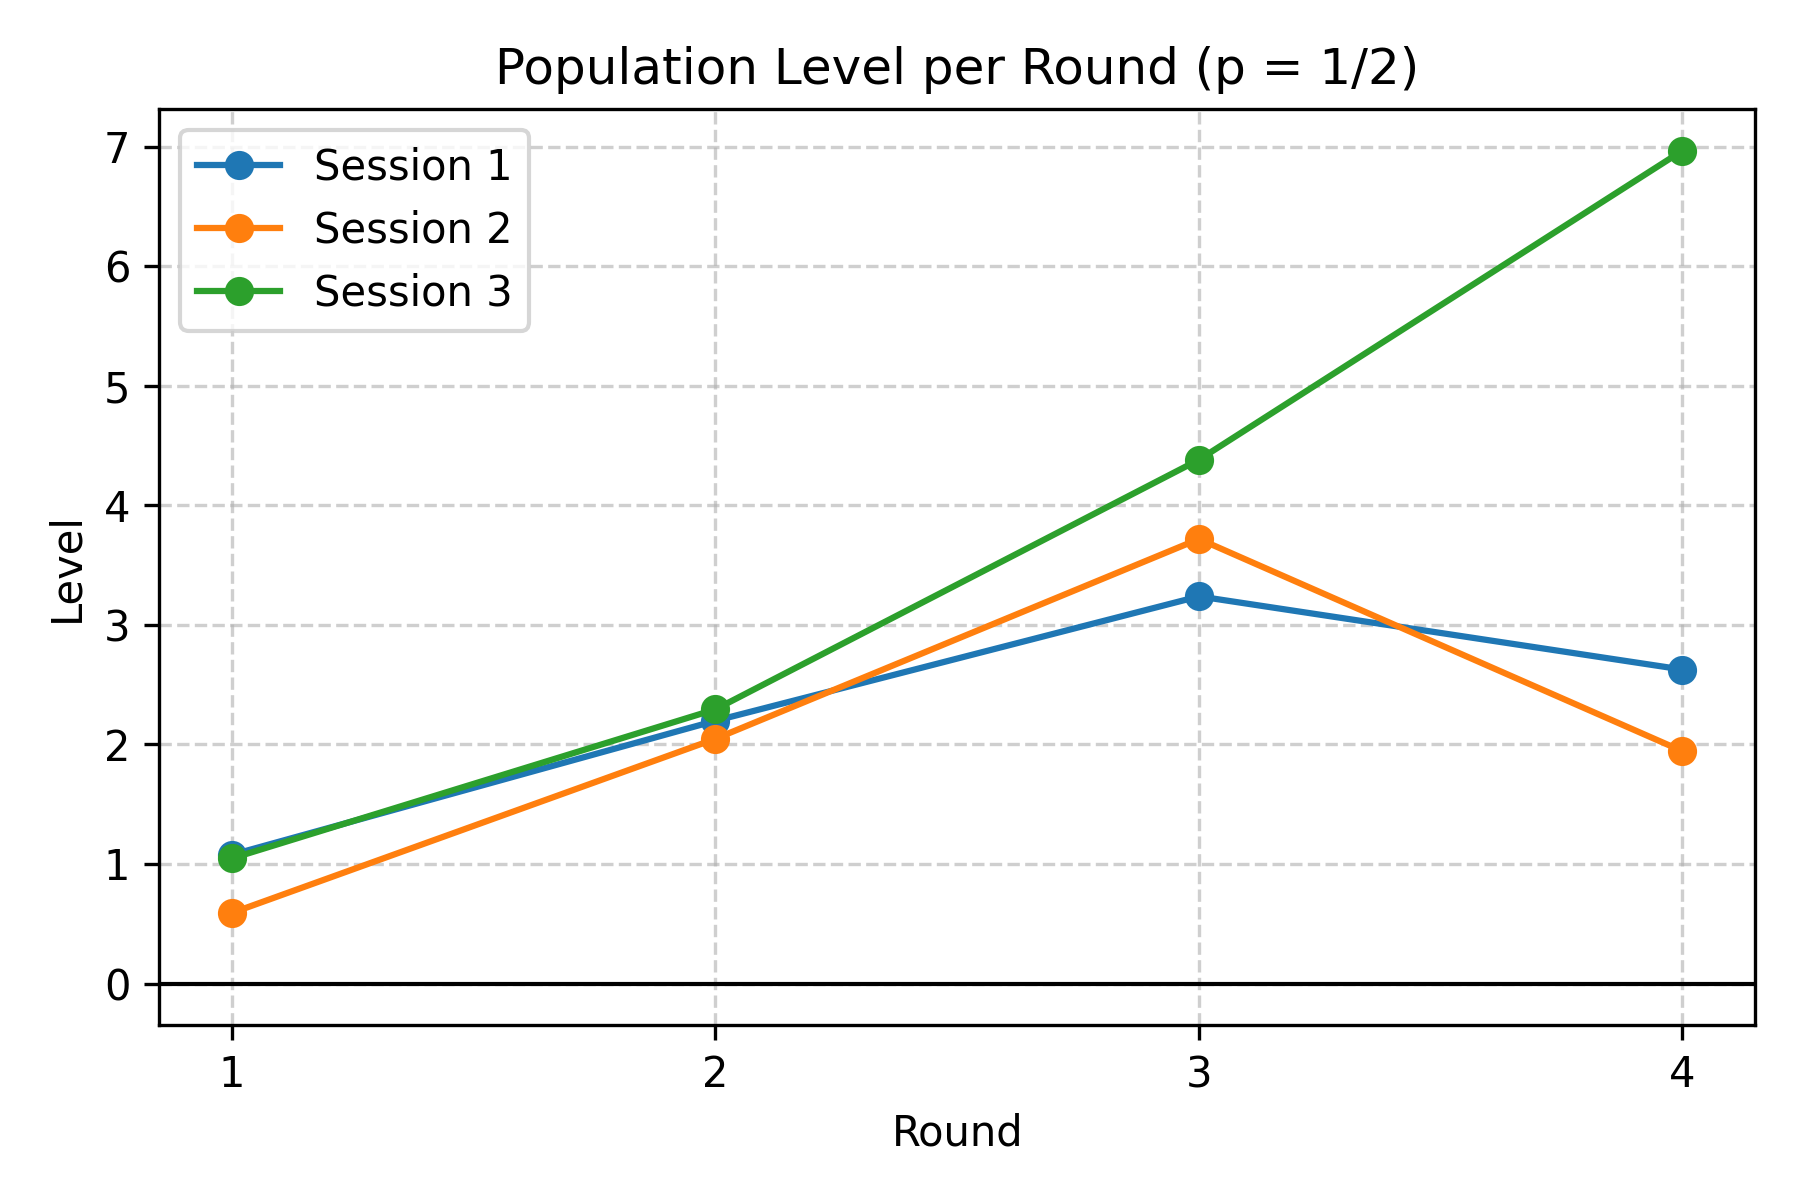 Population Level per Round (p = 1/2)
7
6
5
4
3
2
1
0
Level
Session 1
Session 2
Session 3
1 2 3 4
Round